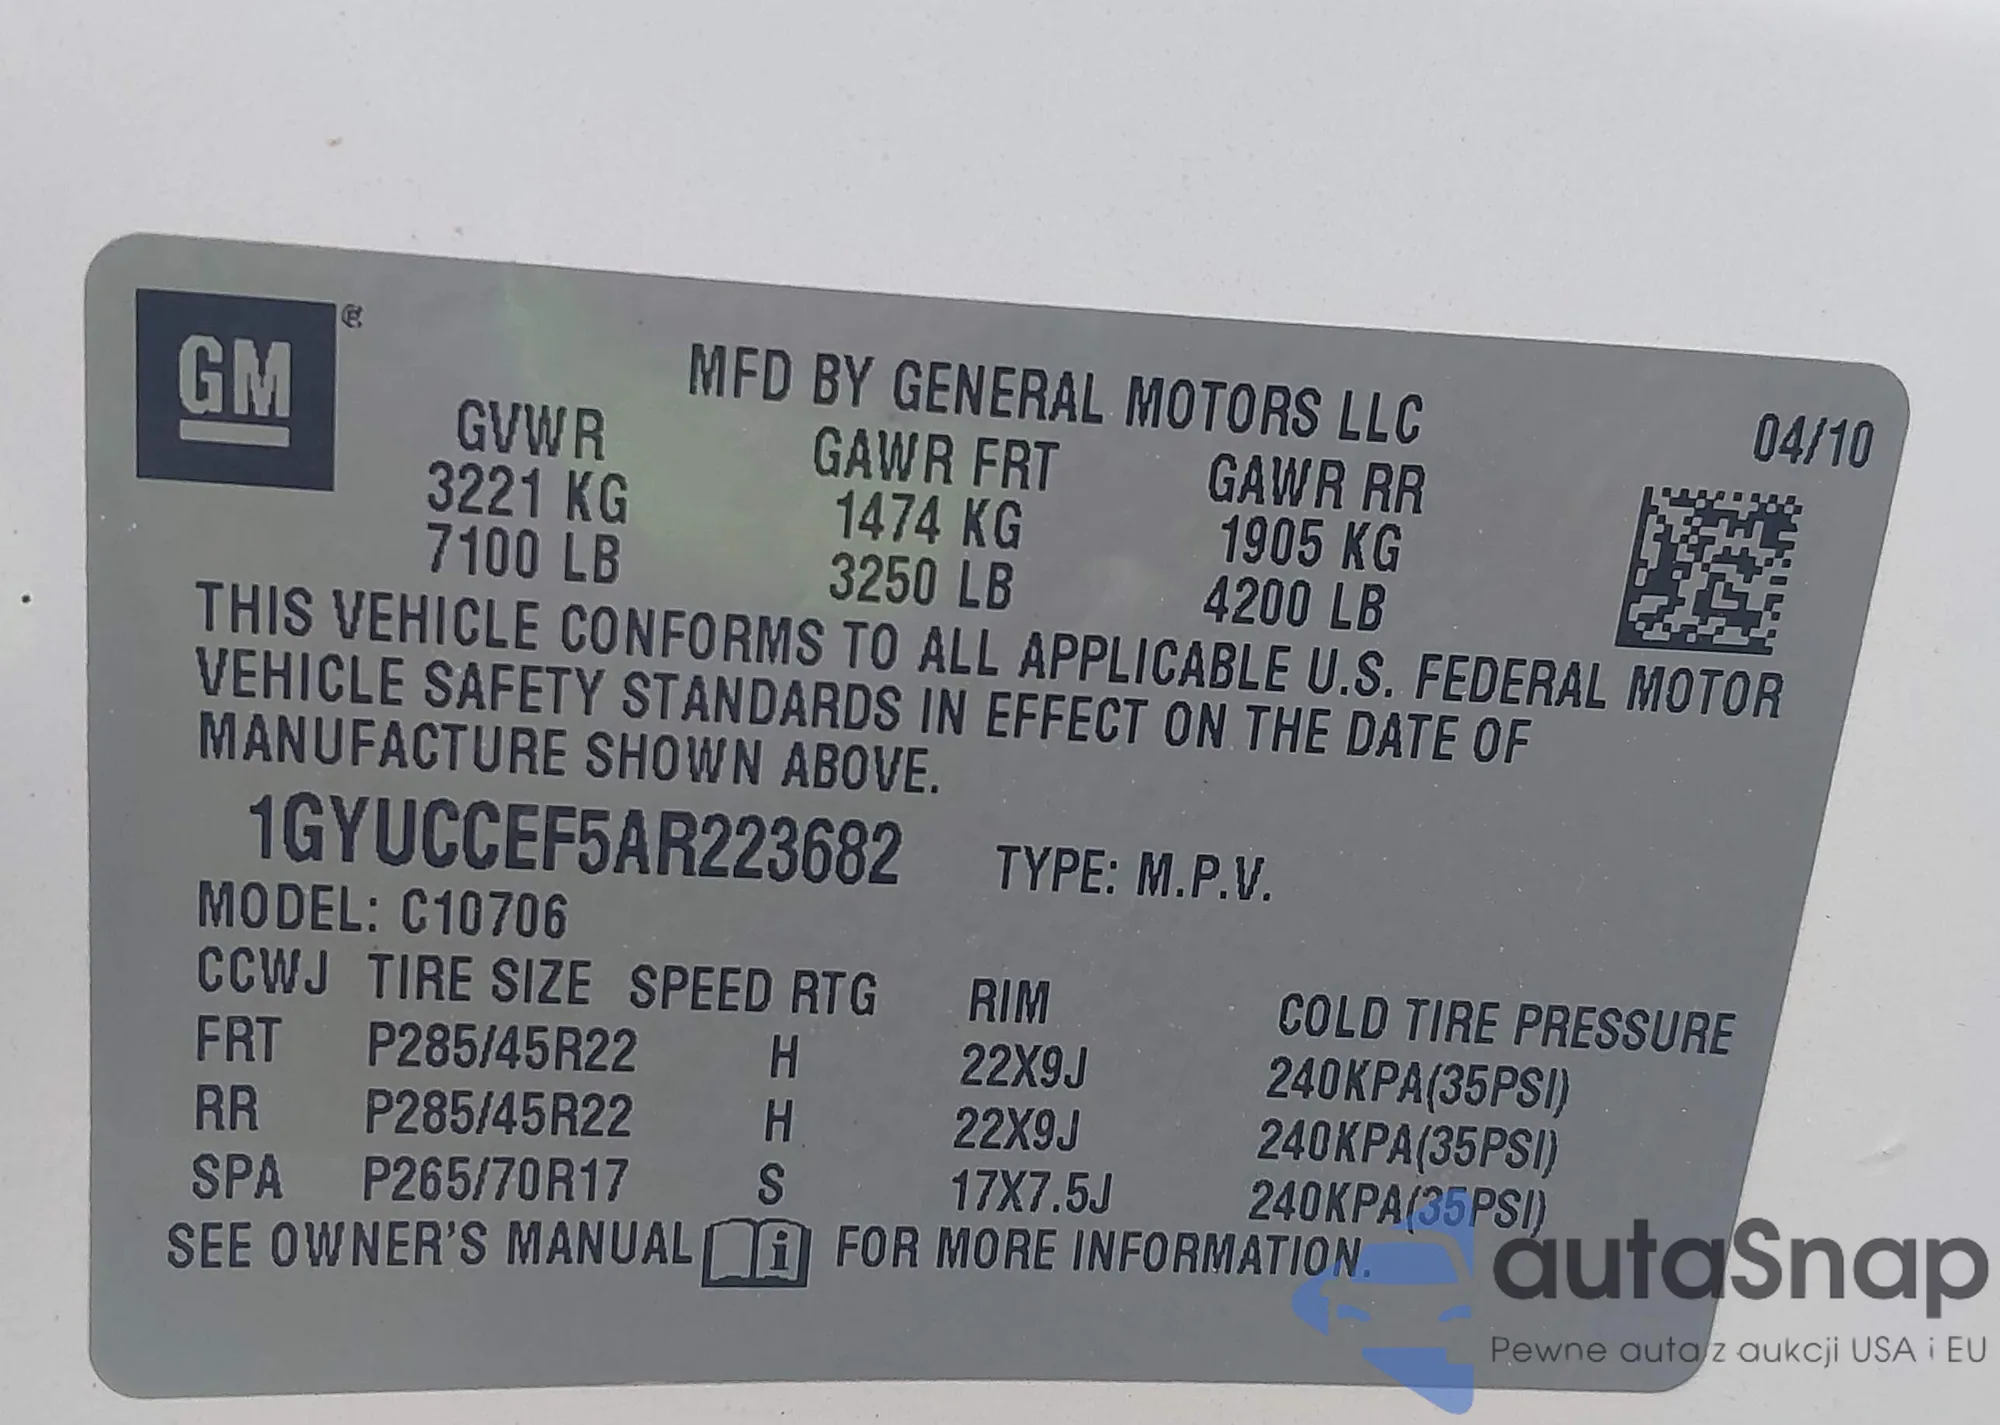 GM ®
MFD BY GENERAL MOTORS LLC 04/10
GVWR GAWR FRT GAWR RR
3221 KG 1474 KG 1905 KG
7100 LB 3250 LB 4200 LB
THIS VEHICLE CONFORMS TO ALL APPLICABLE U.S. FEDERAL MOTOR
VEHICLE SAFETY STANDARDS IN EFFECT ON THE DATE OF
MANUFACTURE SHOWN ABOVE.
1GYUCCEF5AR223682 TYPE: M.P.V.
MODEL: C10706
CCWJ TIRE SIZE SPEED RTG RIM COLD TIRE PRESSURE
FRT P285/45R22 H 22X9J 240KPA(35PSI)
RR P285/45R22 H 22X9J 240KPA(35PSI)
SPA P265/70R17 S 17X7.5J 240KPA(35PSI)
SEE OWNER'S MANUAL i FOR MORE INFORMATION.
autaSnap
Pewne auta z aukcji USA i EU